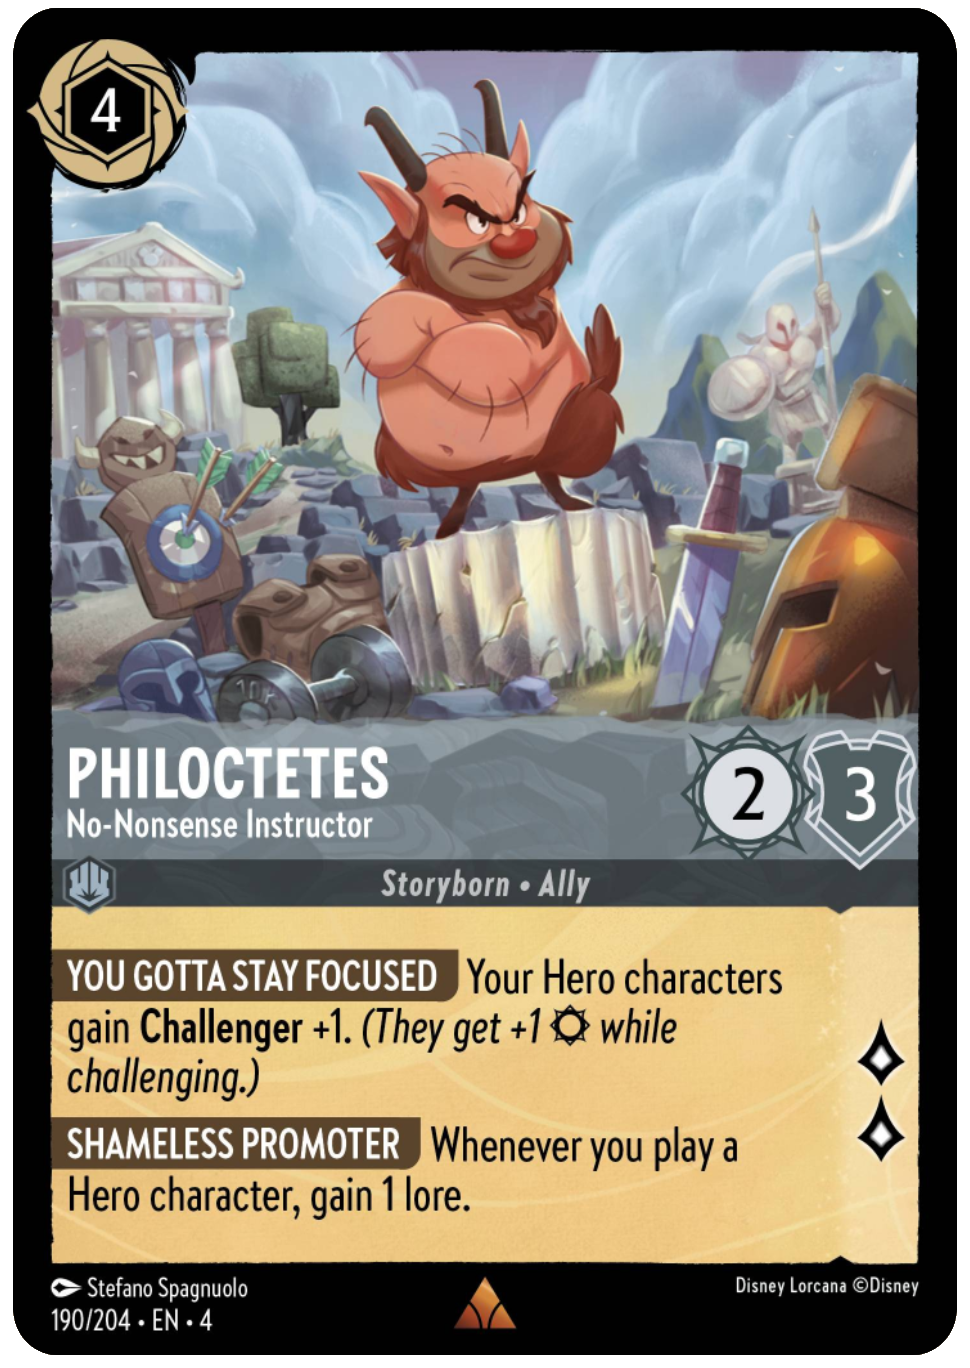 4
10Y
PHILOCTETES
No-Nonsense Instructor
2
3
Storyborn • Ally
YOU GOTTA STAY FOCUSED Your Hero characters
gain Challenger +1. (They get +1 while
challenging.)
SHAMELESS PROMOTER Whenever you play a
Hero character, gain 1 lore.
Stefano Spagnuolo
Disney Lorcana ©Disney
190/204 • EN • 4